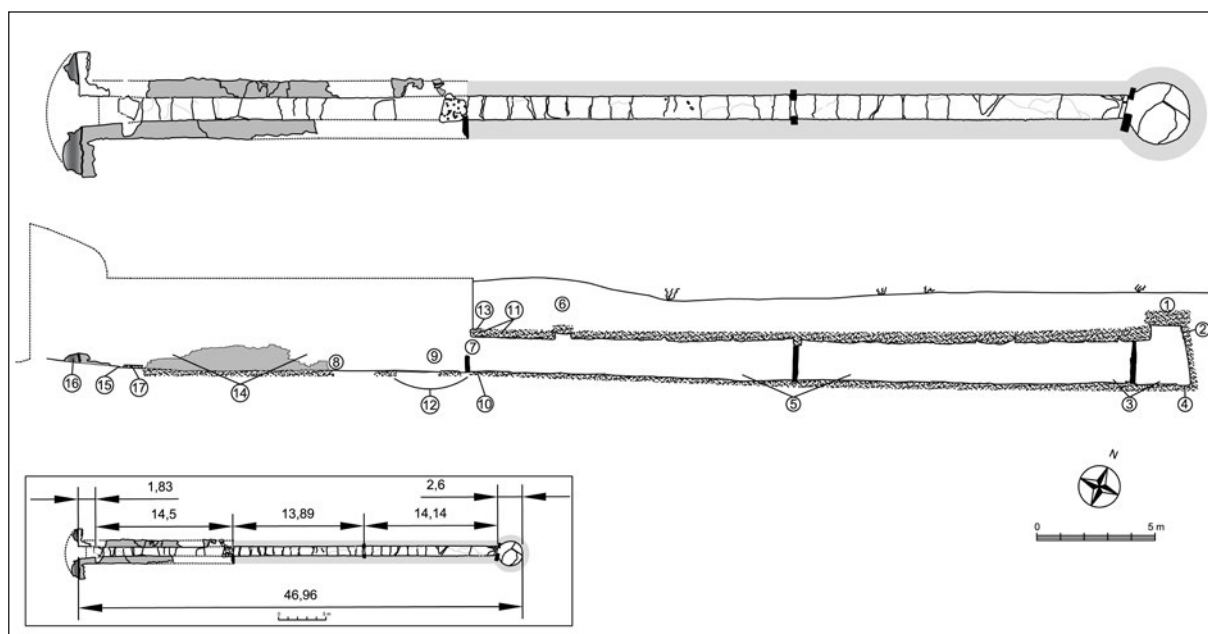 ⑬ ⑪ ⑥ ① ②
⑦
⑯ ⑮ ⑰ ⑭ ⑧ ⑨ ⑫ ⑩ ⑤ ③ ④
N
0 5 m
1,83 2,6
14,5 13,89 14,14
46,96
0 5 m